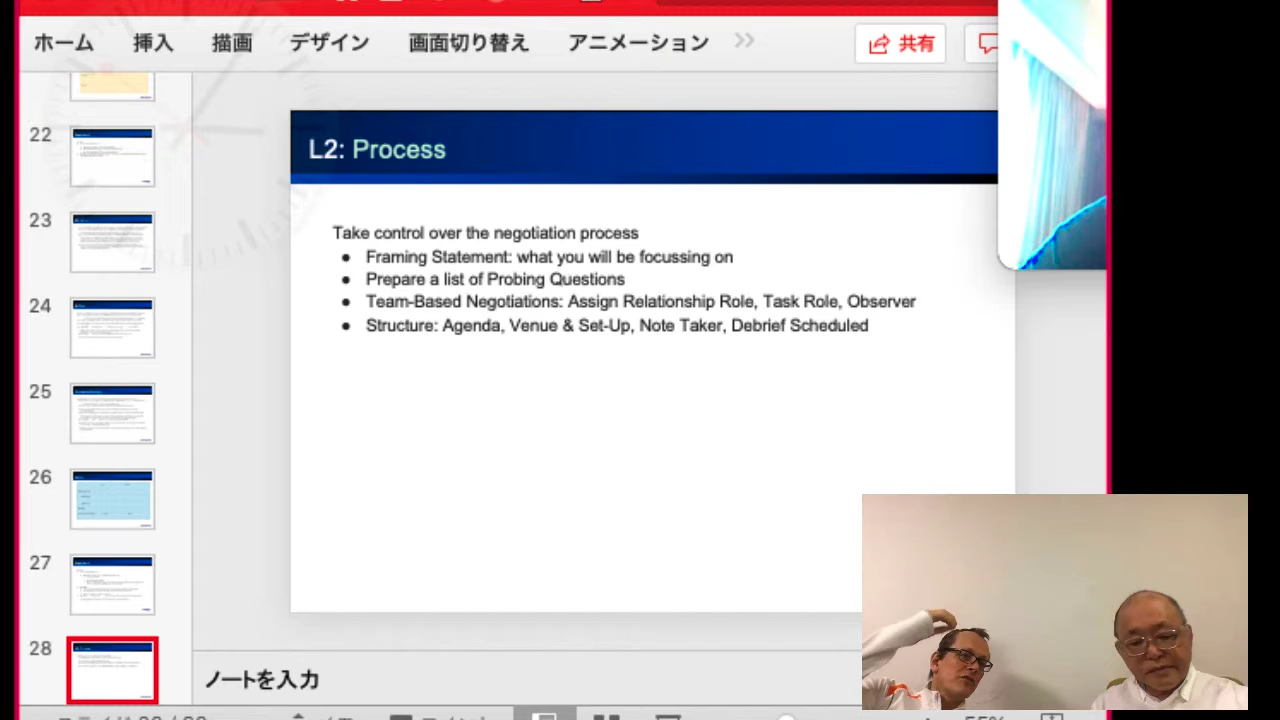 ホーム 挿入 描画 デザイン 画面切り替え アニメーション 共有
22
L2: Process
23
Take control over the negotiation process
● Framing Statement: what you will be focussing on
● Prepare a list of Probing Questions
● Team-Based Negotiations: Assign Relationship Role, Task Role, Observer
● Structure: Agenda, Venue & Set-Up, Note Taker, Debrief Scheduled
24
25
26
27
28
ノートを入力
55%